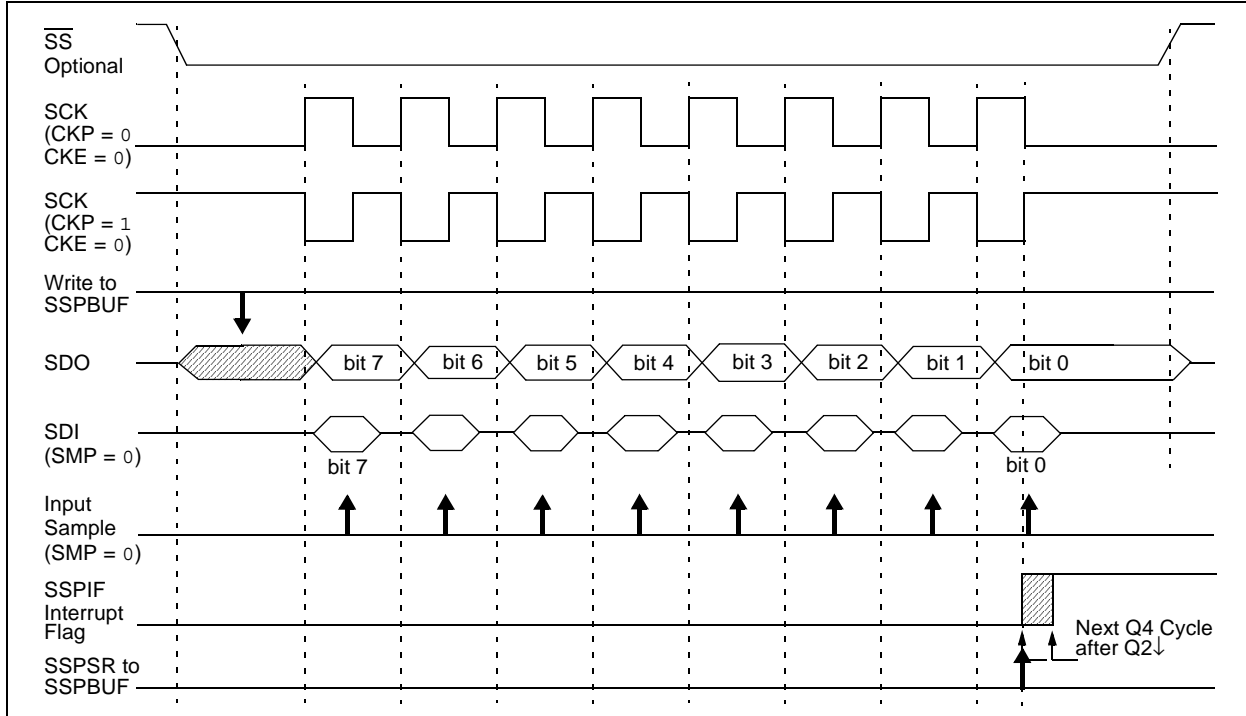 SS
Optional
SCK
(CKP = 0
CKE = 0)
SCK
(CKP = 1
CKE = 0)
Write to
SSPBUF
SDO
bit 7
bit 6
bit 5
bit 4
bit 3
bit 2
bit 1
bit 0
SDI
(SMP = 0)
bit 7
bit 0
Input
Sample
(SMP = 0)
SSPIF
Interrupt
Flag
Next Q4 Cycle
after Q2↓
SSPSR to
SSPBUF